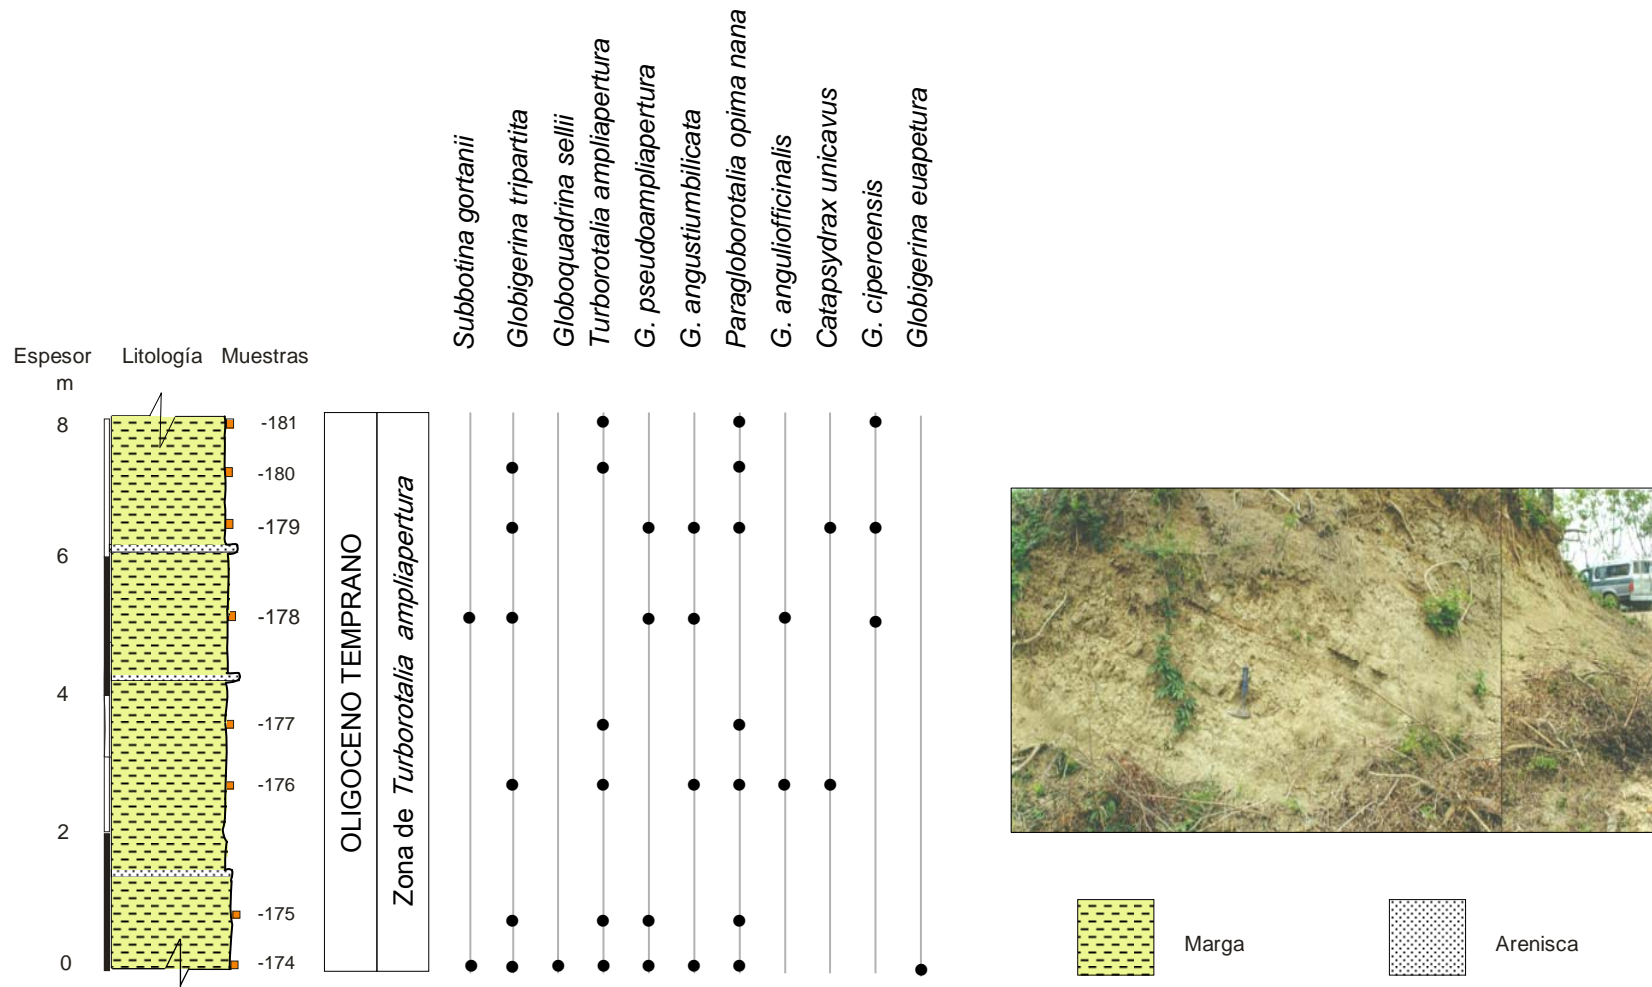 Subbotina gortanii
Globigerina tripartita
Globoquadrina sellii
Turborotalia ampliapertura
G. pseudoampliapertura
G. angustiumbilicata
Paragloborotalia opima nana
G. anguliofficinalis
Catapsydrax unicavus
G. ciperoensis
Globigerina euapetura
Espesor
m
Litología
Muestras
8
6
4
2
0
-181
-180
-179
-178
-177
-176
-175
-174
OLIGOCENO TEMPRANO
Zona de Turborotalia ampliapertura
Marga
Arenisca